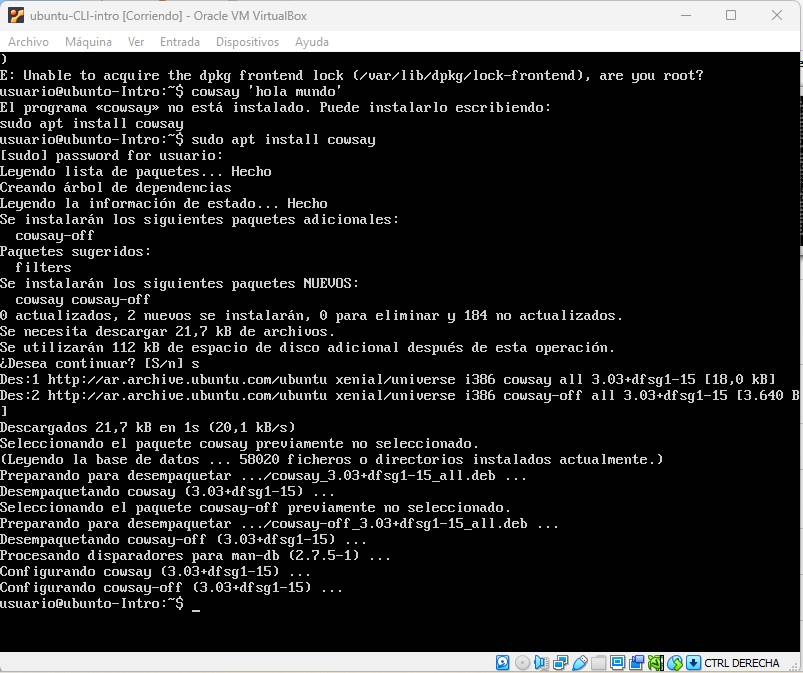 ubuntu-CLI-intro [Corriendo] - Oracle VM VirtualBox
Archivo Máquina Ver Entrada Dispositivos Ayuda
)
E: Unable to acquire the dpkg frontend lock (/var/lib/dpkg/lock-frontend), are you root?
usuario@ubunto-Intro:~$ cowsay 'hola mundo'
El programa «cowsay» no está instalado. Puede instalarlo escribiendo:
sudo apt install cowsay
usuario@ubunto-Intro:~$ sudo apt install cowsay
[sudo] password for usuario:
Leyendo lista de paquetes... Hecho
Creando árbol de dependencias
Leyendo la información de estado... Hecho
Se instalarán los siguientes paquetes adicionales:
cowsay-off
Paquetes sugeridos:
filters
Se instalarán los siguientes paquetes NUEVOS:
cowsay cowsay-off
0 actualizados, 2 nuevos se instalarán, 0 para eliminar y 184 no actualizados.
Se necesita descargar 21,7 kB de archivos.
Se utilizarán 112 kB de espacio de disco adicional después de esta operación.
¿Desea continuar? [S/n] s
Des:1 http://ar.archive.ubuntu.com/ubuntu xenial/universe i386 cowsay all 3.03+dfsg1-15 [18,0 kB]
Des:2 http://ar.archive.ubuntu.com/ubuntu xenial/universe i386 cowsay-off all 3.03+dfsg1-15 [3.640 B
]
Descargados 21,7 kB en 1s (20,1 kB/s)
Seleccionando el paquete cowsay previamente no seleccionado.
(Leyendo la base de datos ... 58020 ficheros o directorios instalados actualmente.)
Preparando para desempaquetar .../cowsay_3.03+dfsg1-15_all.deb ...
Desempaquetando cowsay (3.03+dfsg1-15) ...
Seleccionando el paquete cowsay-off previamente no seleccionado.
Preparando para desempaquetar .../cowsay-off_3.03+dfsg1-15_all.deb ...
Desempaquetando cowsay-off (3.03+dfsg1-15) ...
Procesando disparadores para man-db (2.7.5-1) ...
Configurando cowsay (3.03+dfsg1-15) ...
Configurando cowsay-off (3.03+dfsg1-15) ...
usuario@ubunto-Intro:~$ _
CTRL DERECHA